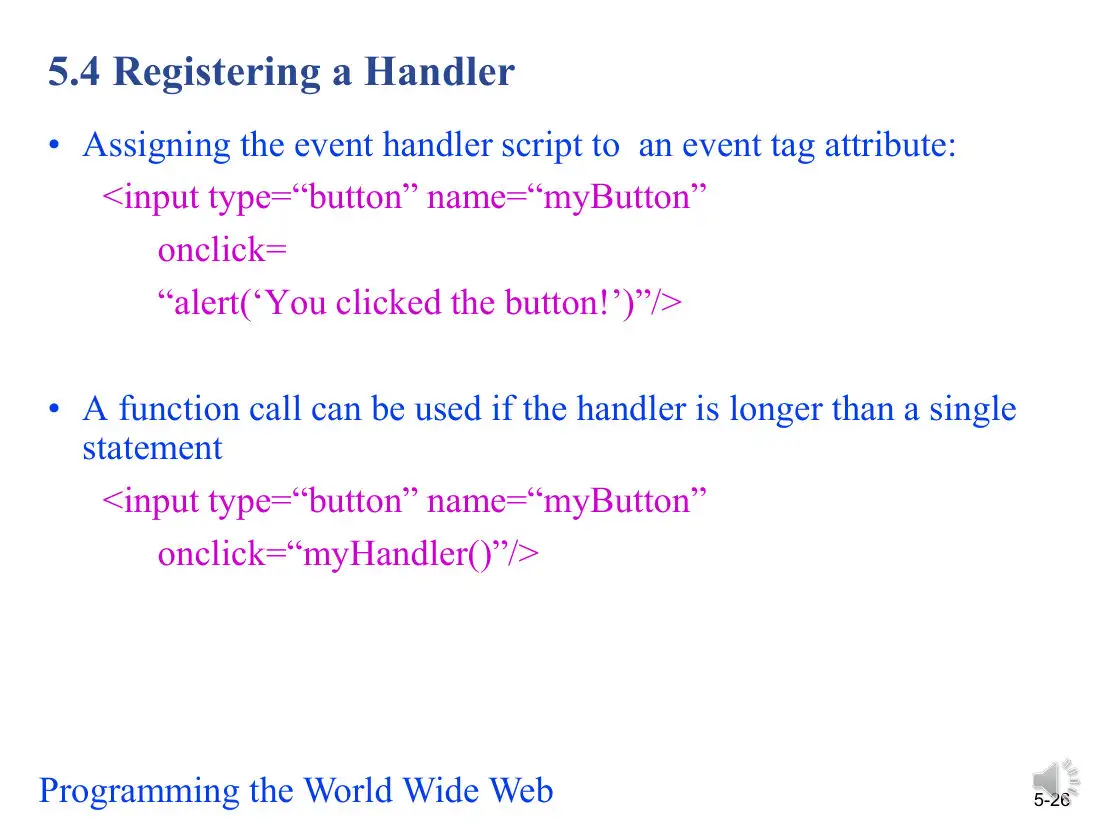 5.4 Registering a Handler
• Assigning the event handler script to  an event tag attribute:
<input type=“button” name=“myButton”
onclick=
“alert(‘You clicked the button!’)”/>
• A function call can be used if the handler is longer than a single
statement
<input type=“button” name=“myButton”
onclick=“myHandler()”/>
Programming the World Wide Web
5-26